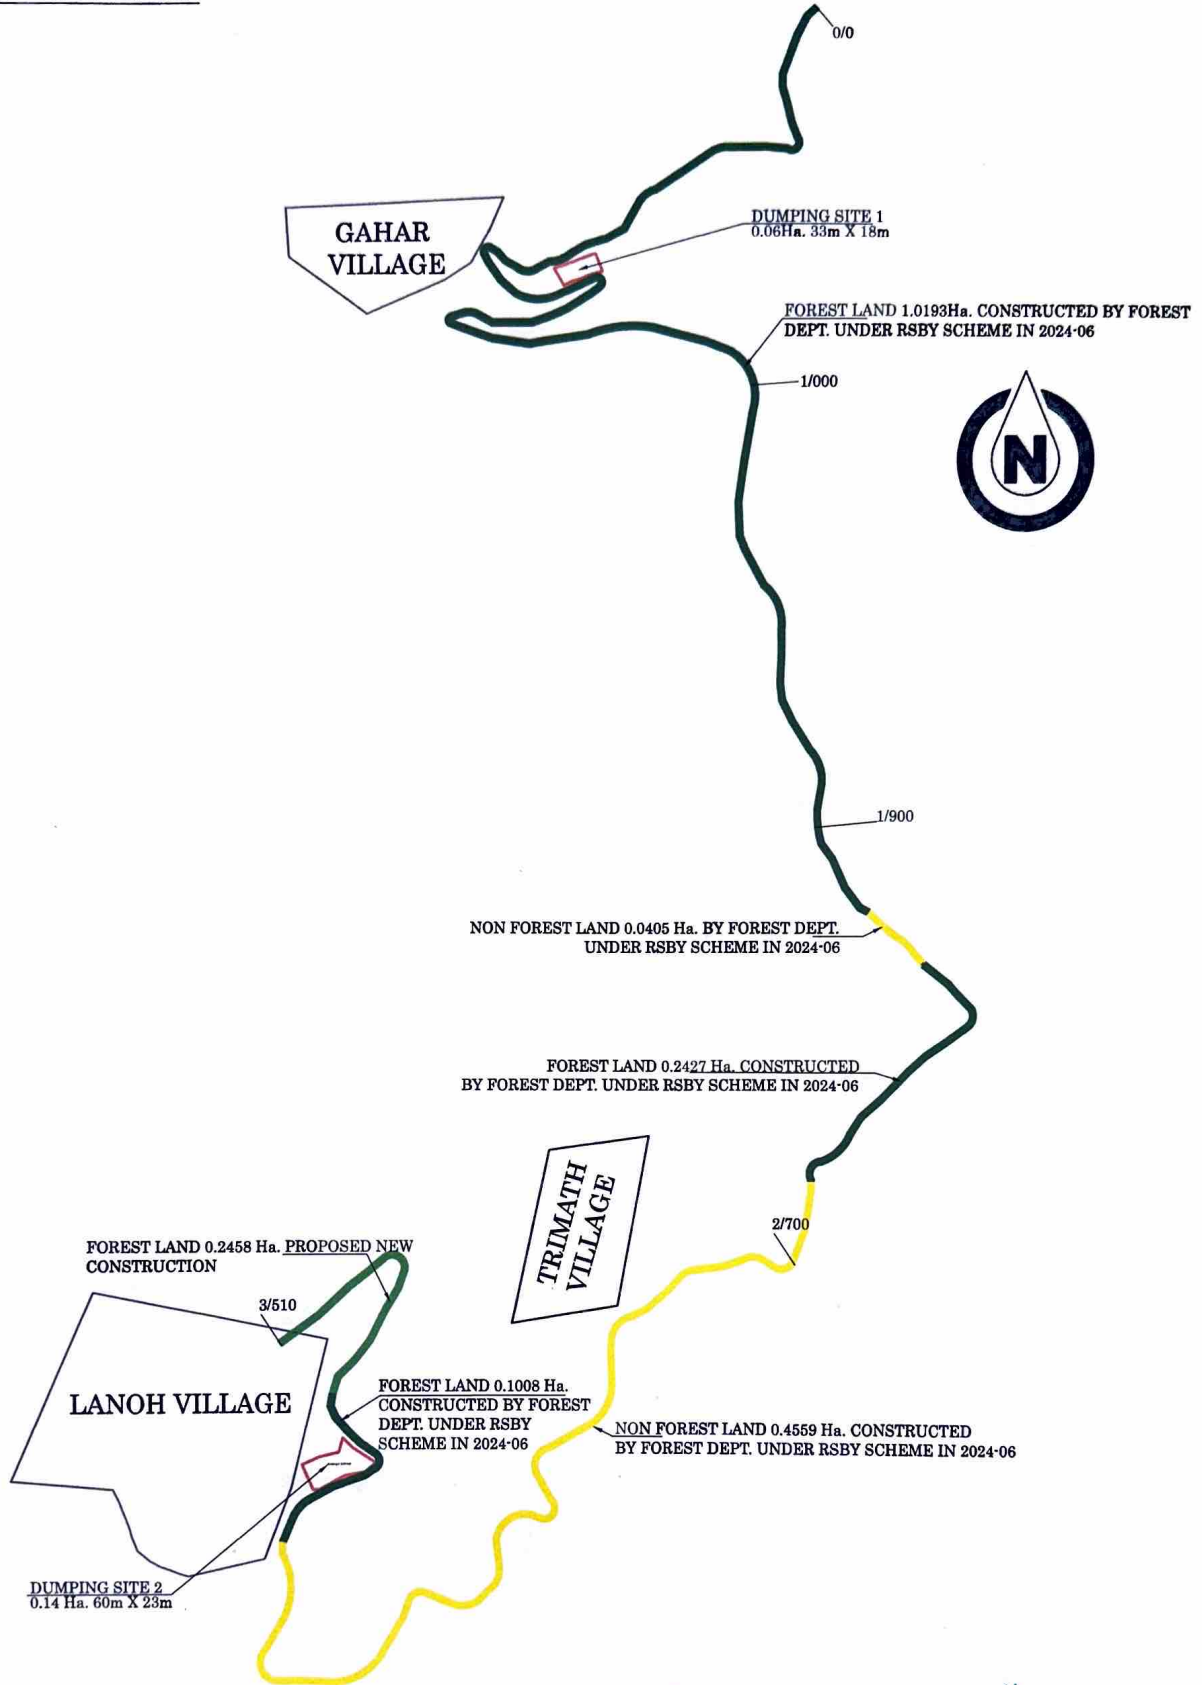 0/0
GAHAR
VILLAGE
DUMPING SITE 1
0.06Ha. 33m X 18m
FOREST LAND 1.0193Ha. CONSTRUCTED BY FOREST
DEPT. UNDER RSBY SCHEME IN 2024-06
1/000
N
1/900
NON FOREST LAND 0.0405 Ha. BY FOREST DEPT.
UNDER RSBY SCHEME IN 2024-06
FOREST LAND 0.2427 Ha. CONSTRUCTED
BY FOREST DEPT. UNDER RSBY SCHEME IN 2024-06
TRIMATH
VILLAGE
2/700
FOREST LAND 0.2458 Ha. PROPOSED NEW
CONSTRUCTION
3/510
LANOH VILLAGE
FOREST LAND 0.1008 Ha.
CONSTRUCTED BY FOREST
DEPT. UNDER RSBY
SCHEME IN 2024-06
NON FOREST LAND 0.4559 Ha. CONSTRUCTED
BY FOREST DEPT. UNDER RSBY SCHEME IN 2024-06
DUMPING SITE 2
0.14 Ha. 60m X 23m